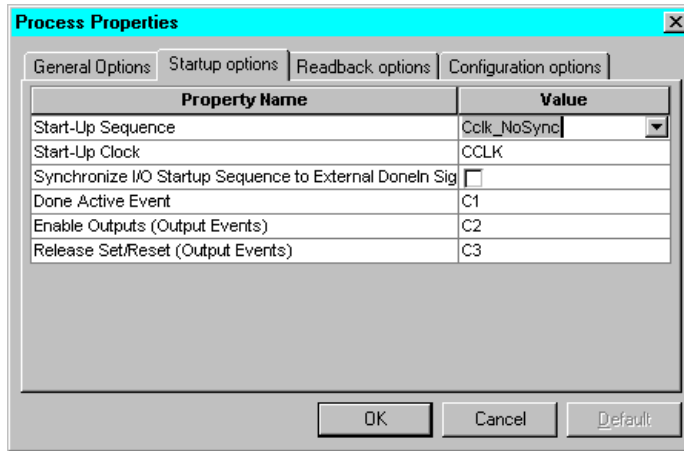 Process Properties
General Options Startup options Readback options Configuration options
Property Name Value
Start-Up Sequence Cclk_NoSync
Start-Up Clock CCLK
Synchronize I/O Startup Sequence to External DoneIn Sig
Done Active Event C1
Enable Outputs (Output Events) C2
Release Set/Reset (Output Events) C3
OK Cancel Default